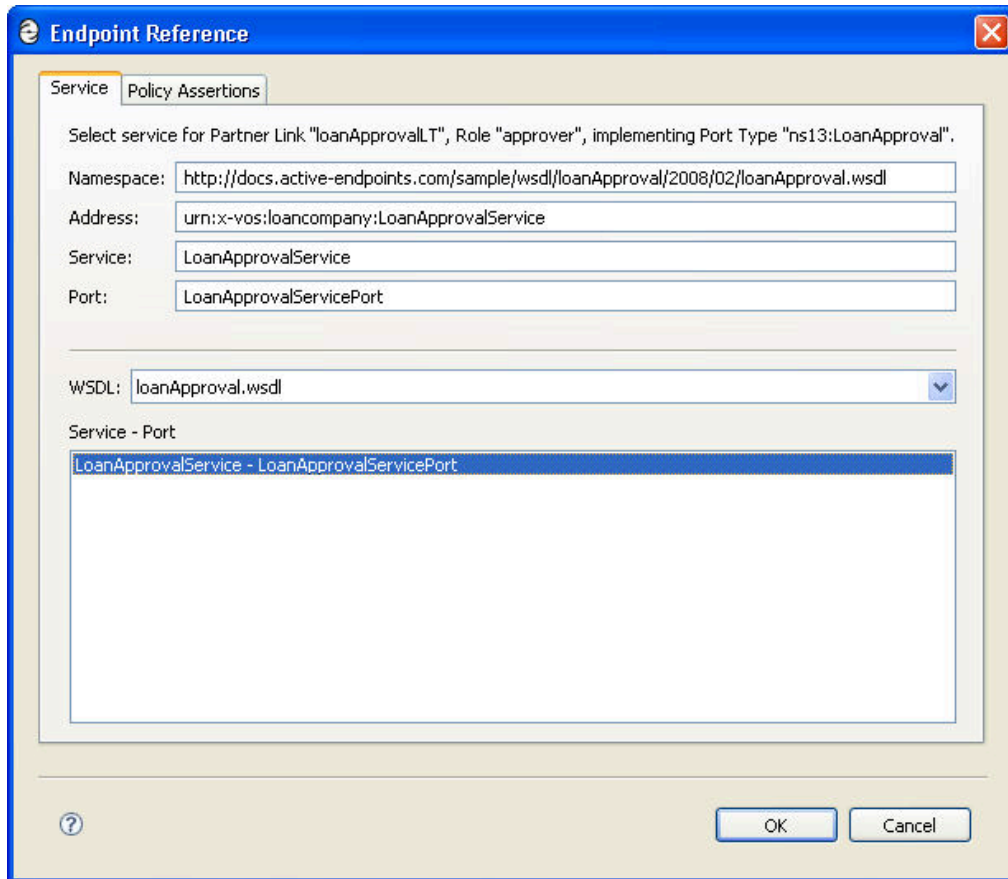 Endpoint Reference
Service Policy Assertions
Select service for Partner Link "loanApprovalLT", Role "approver", implementing Port Type "ns13:LoanApproval".
Namespace: http://docs.active-endpoints.com/sample/wsdl/loanApproval/2008/02/loanApproval.wsdl
Address: urn:x-vos:loancompany:LoanApprovalService
Service: LoanApprovalService
Port: LoanApprovalServicePort
WSDL: loanApproval.wsdl
Service - Port
LoanApprovalService - LoanApprovalServicePort
? OK Cancel